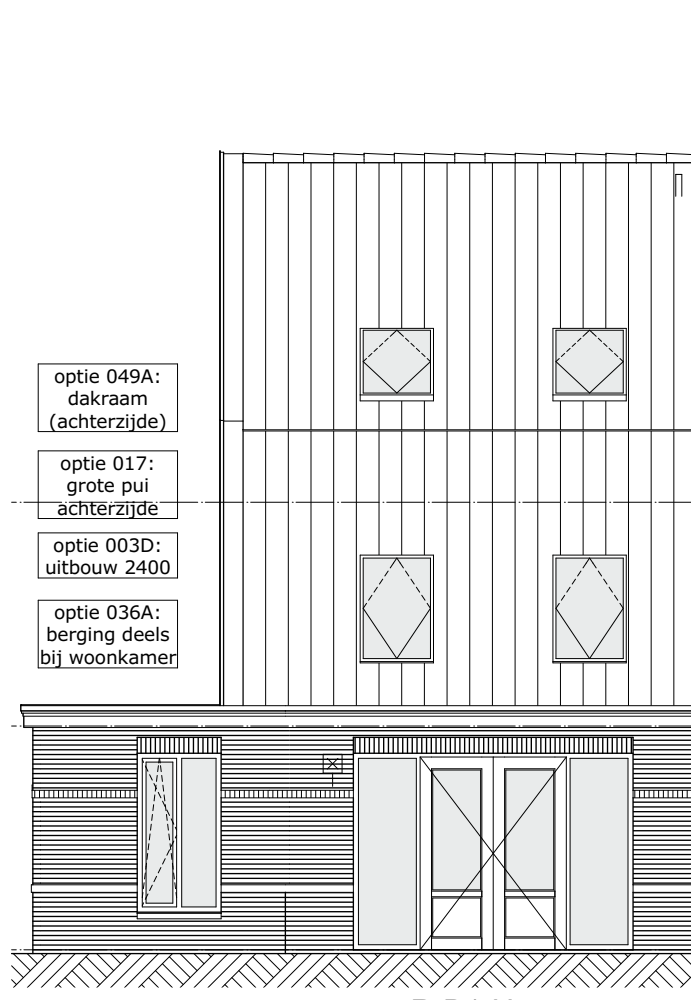 optie 049A:
dakraam
(achterzijde)
optie 017:
grote pui
achterzijde
optie 003D:
uitbouw 2400
optie 036A:
berging deels
bij woonkamer